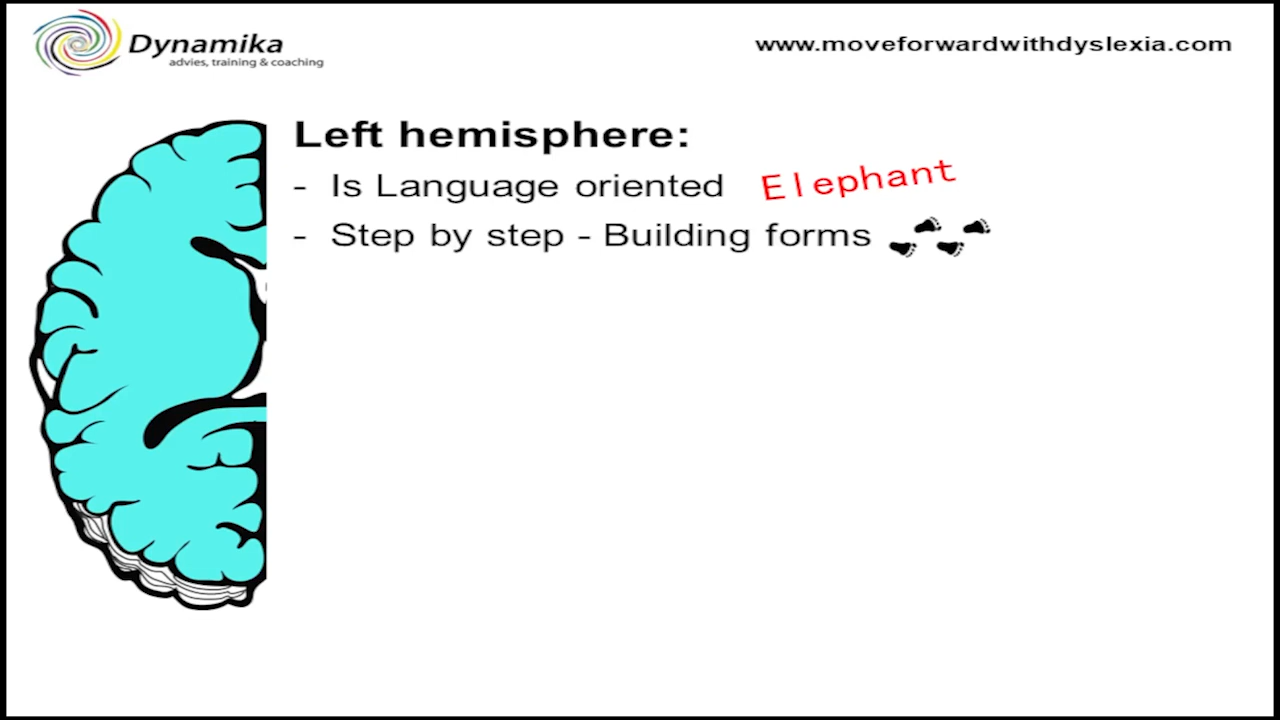 Dynamika
advies, training & coaching
www.moveforwardwithdyslexia.com
Left hemisphere:
- Is Language oriented Elephant
- Step by step - Building forms